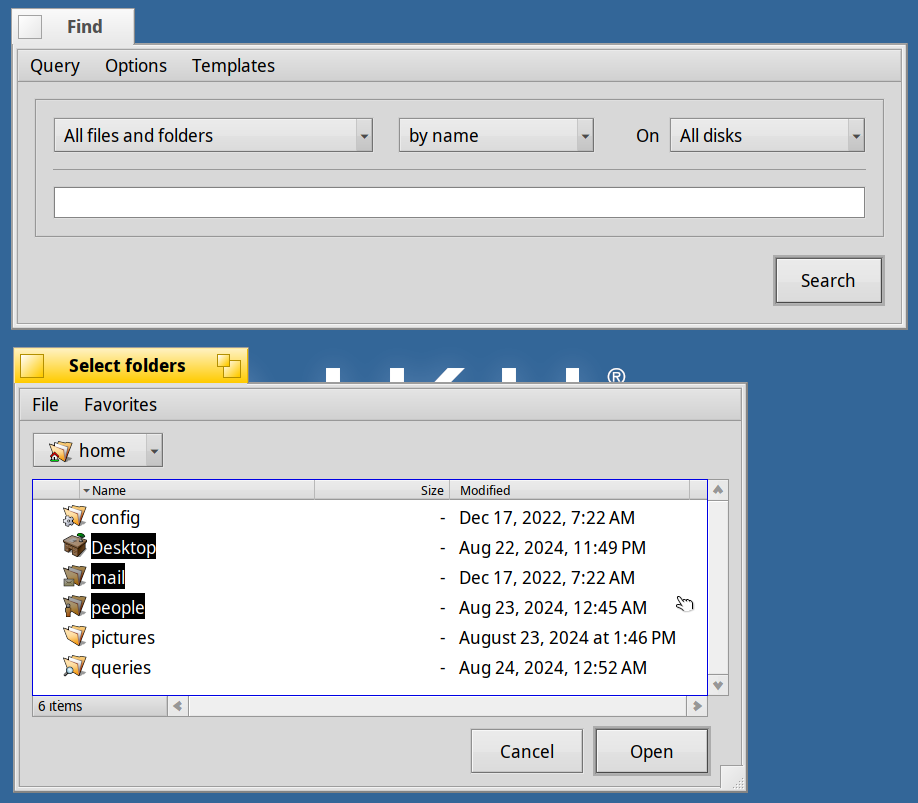 Find
Query Options Templates
All files and folders by name On All disks
Search
Select folders
®
File Favorites
home
Name Size Modified
config - Dec 17, 2022, 7:22 AM
Desktop - Aug 22, 2024, 11:49 PM
mail - Dec 17, 2022, 7:22 AM
people - Aug 23, 2024, 12:45 AM
pictures - August 23, 2024 at 1:46 PM
queries - Aug 24, 2024, 12:52 AM
6 items
Cancel Open